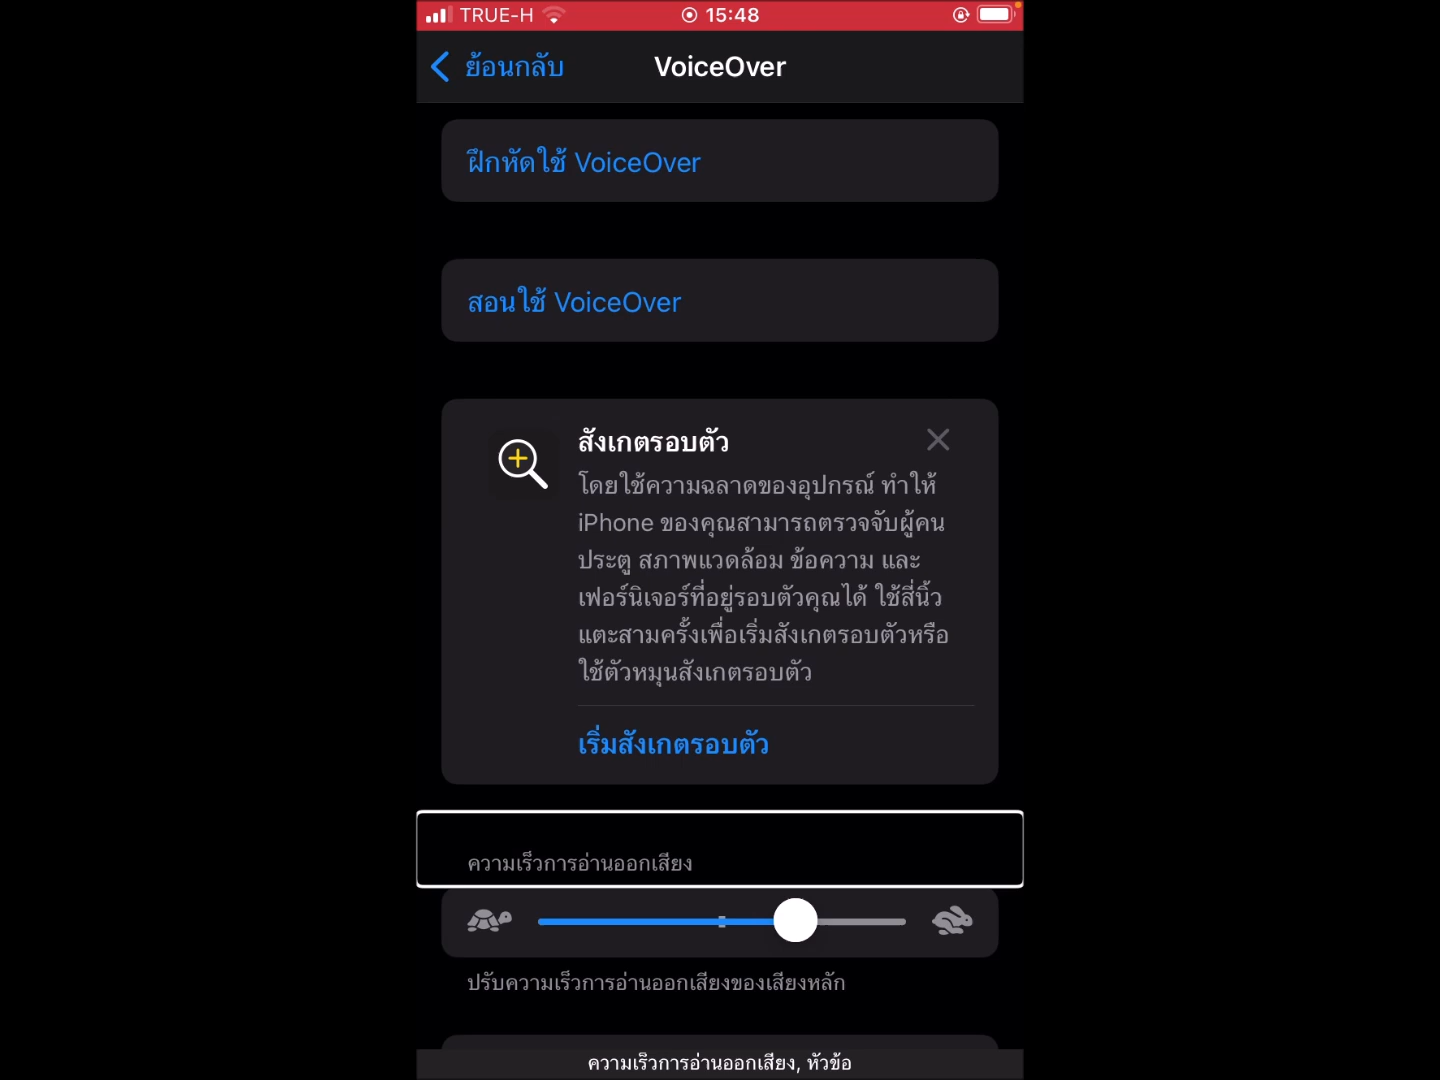 TRUE-H 15:48
ย้อนกลับ VoiceOver
ฝึกหัดใช้ VoiceOver
สอนใช้ VoiceOver
สังเกตรอบตัว
โดยใช้ความฉลาดของอุปกรณ์ ทำให้
iPhone ของคุณสามารถตรวจจับผู้คน
ประตู สภาพแวดล้อม ข้อความ และ
เฟอร์นิเจอร์ที่อยู่รอบตัวคุณได้ ใช้สี่นิ้ว
แตะสามครั้งเพื่อเริ่มสังเกตรอบตัวหรือ
ใช้ตัวหมุนสังเกตรอบตัว
เริ่มสังเกตรอบตัว
ความเร็วการอ่านออกเสียง
ปรับความเร็วการอ่านออกเสียงของเสียงหลัก
ความเร็วการอ่านออกเสียง, หัวข้อ